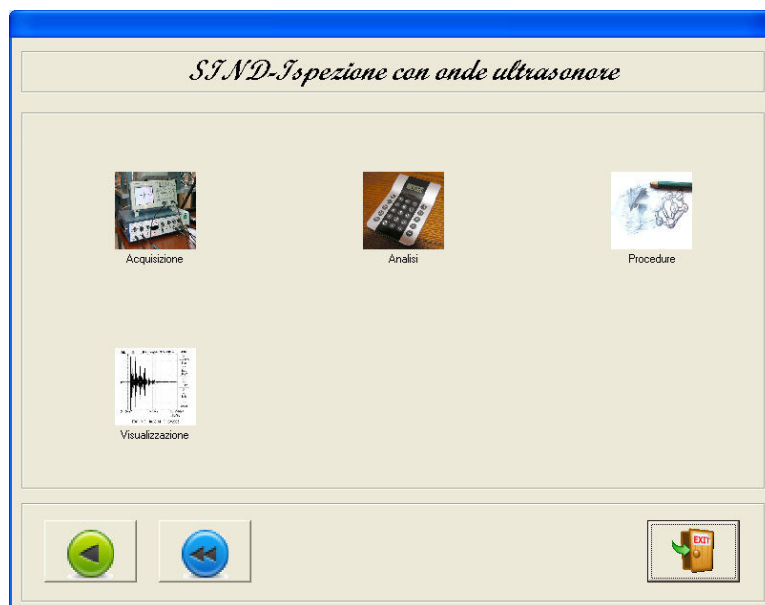 SIND-Ispezione con onde ultrasonore
Acquisizione
Analisi
Procedure
Visualizzazione
EXIT